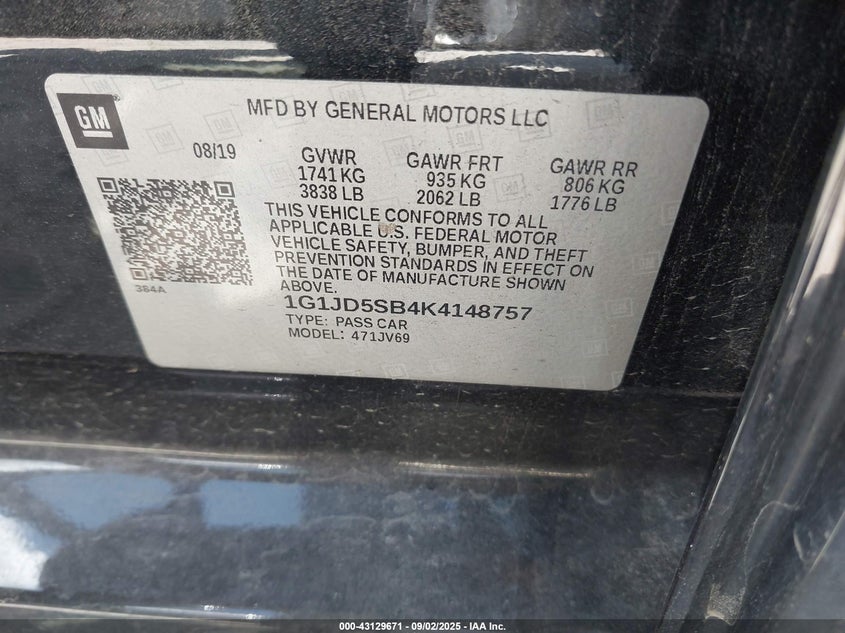 GM
MFD BY GENERAL MOTORS LLC
08/19
GVWR
1741 KG
3838 LB
GAWR FRT
935 KG
2062 LB
GAWR RR
806 KG
1776 LB
THIS VEHICLE CONFORMS TO ALL
APPLICABLE U.S. FEDERAL MOTOR
VEHICLE SAFETY, BUMPER, AND THEFT
PREVENTION STANDARDS IN EFFECT ON
THE DATE OF MANUFACTURE SHOWN
ABOVE.
384A
1G1JD5SB4K4148757
TYPE: PASS CAR
MODEL: 471JV69
000-43129671 - 09/02/2025 - IAA Inc.